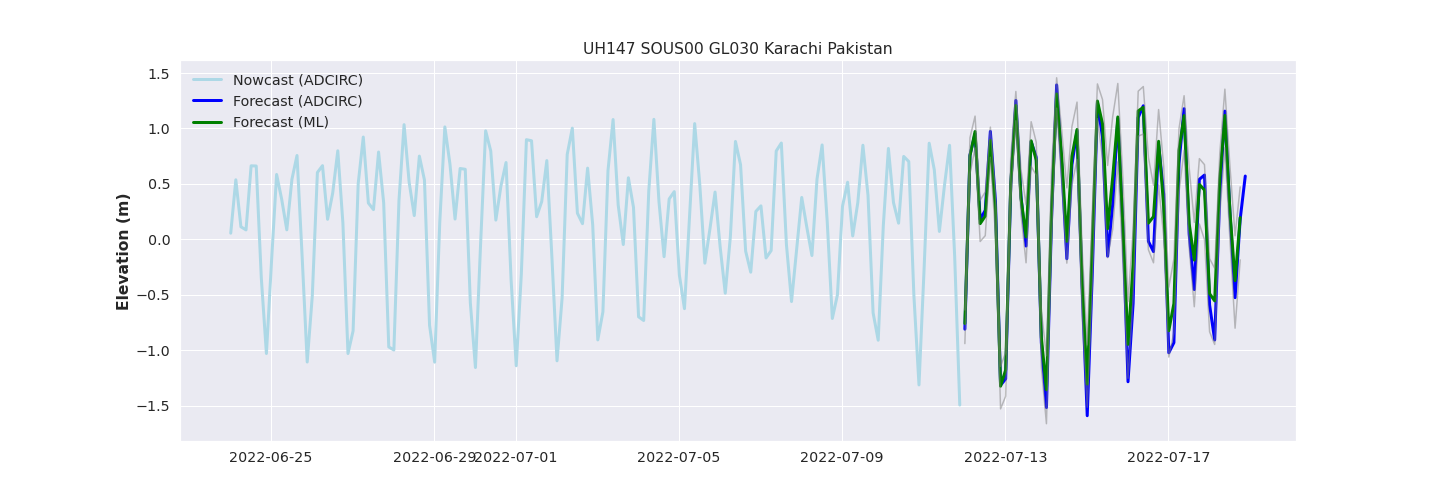 UH147 SOUS00 GL030 Karachi Pakistan
Nowcast (ADCIRC)
Forecast (ADCIRC)
Forecast (ML)
Elevation (m)
1.5
1.0
0.5
0.0
−0.5
−1.0
−1.5
2022-06-25 2022-06-29 2022-07-01 2022-07-05 2022-07-09 2022-07-13 2022-07-17